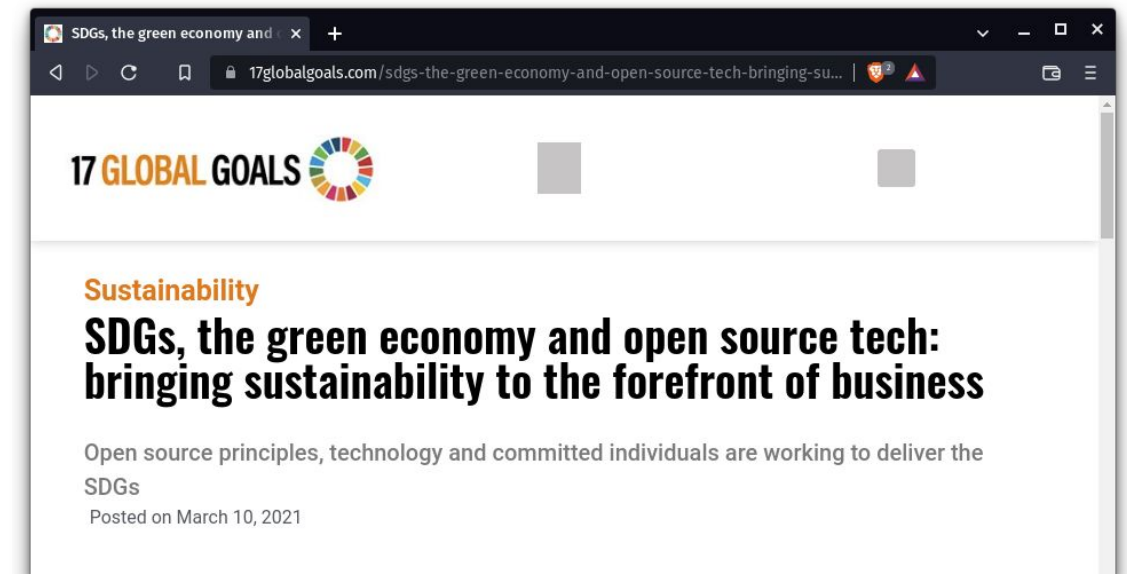 SDGs, the green economy and
17globalgoals.com/sdgs-the-green-economy-and-open-source-tech-bringing-su...
2
17 GLOBAL GOALS
Sustainability
SDGs, the green economy and open source tech:
bringing sustainability to the forefront of business
Open source principles, technology and committed individuals are working to deliver the
SDGs
Posted on March 10, 2021